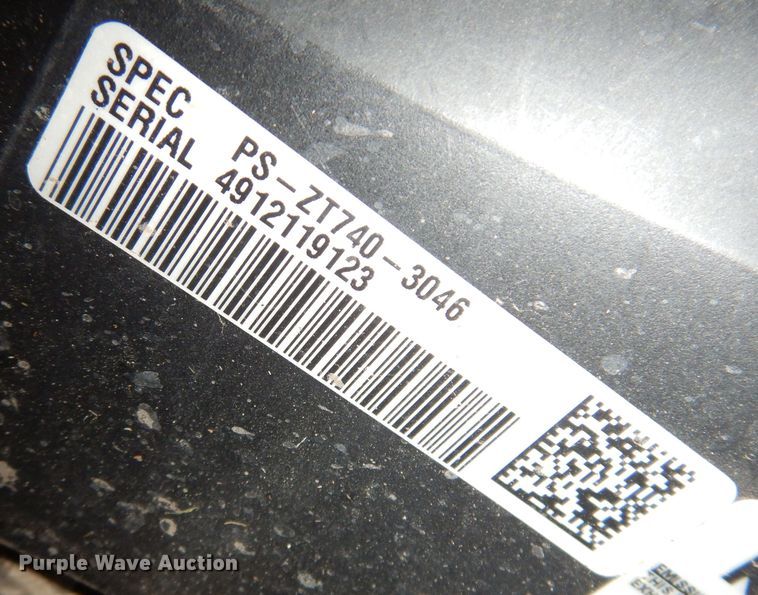 SPEC PS-ZT740-3046
SERIAL 4912119123
Purple Wave Auction